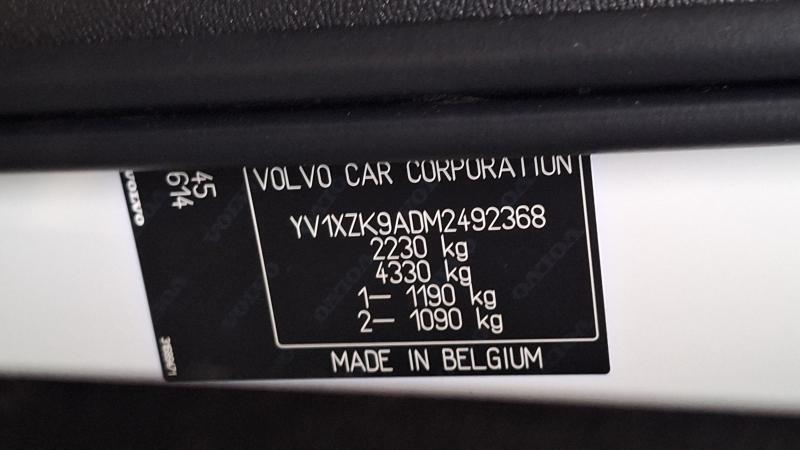 VOLVO CAR CORPORATION
YV1XZK9ADM2492368
2230 kg
4330 kg
1— 1190 kg
2— 1090 kg
MADE IN BELGIUM
45
614
VOLVO